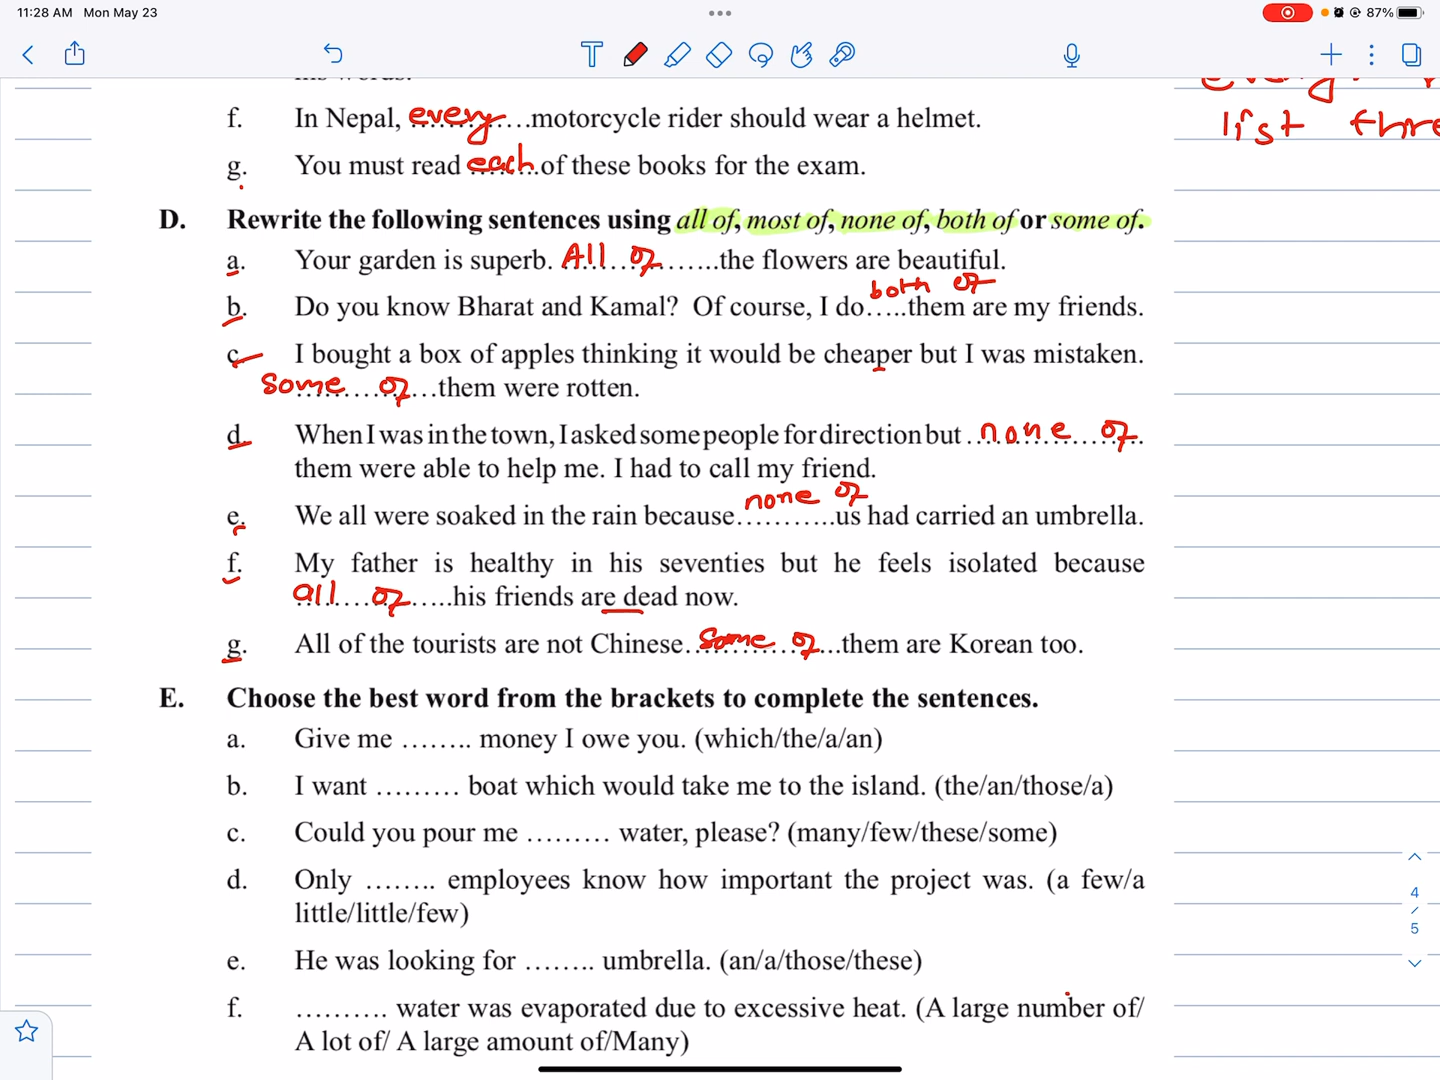 11:28 AM Mon May 23
87%
his words.
f. In Nepal, every motorcycle rider should wear a helmet.
list three
g. You must read each of these books for the exam.
D. Rewrite the following sentences using all of, most of, none of, both of or some of.
a. Your garden is superb. All of the flowers are beautiful.
both of
b. Do you know Bharat and Kamal? Of course, I do.....them are my friends.
c. I bought a box of apples thinking it would be cheaper but I was mistaken.
Some of them were rotten.
d. When I was in the town, I asked some people for direction but none of
them were able to help me. I had to call my friend.
none of
e. We all were soaked in the rain because...........us had carried an umbrella.
f. My father is healthy in his seventies but he feels isolated because
all of his friends are dead now.
g. All of the tourists are not Chinese. Some of them are Korean too.
E. Choose the best word from the brackets to complete the sentences.
a. Give me ........ money I owe you. (which/the/a/an)
b. I want ......... boat which would take me to the island. (the/an/those/a)
c. Could you pour me ......... water, please? (many/few/these/some)
d. Only ........ employees know how important the project was. (a few/a
little/little/few)
4
/
5
e. He was looking for ........ umbrella. (an/a/those/these)
f. .......... water was evaporated due to excessive heat. (A large number of/
A lot of/ A large amount of/Many)